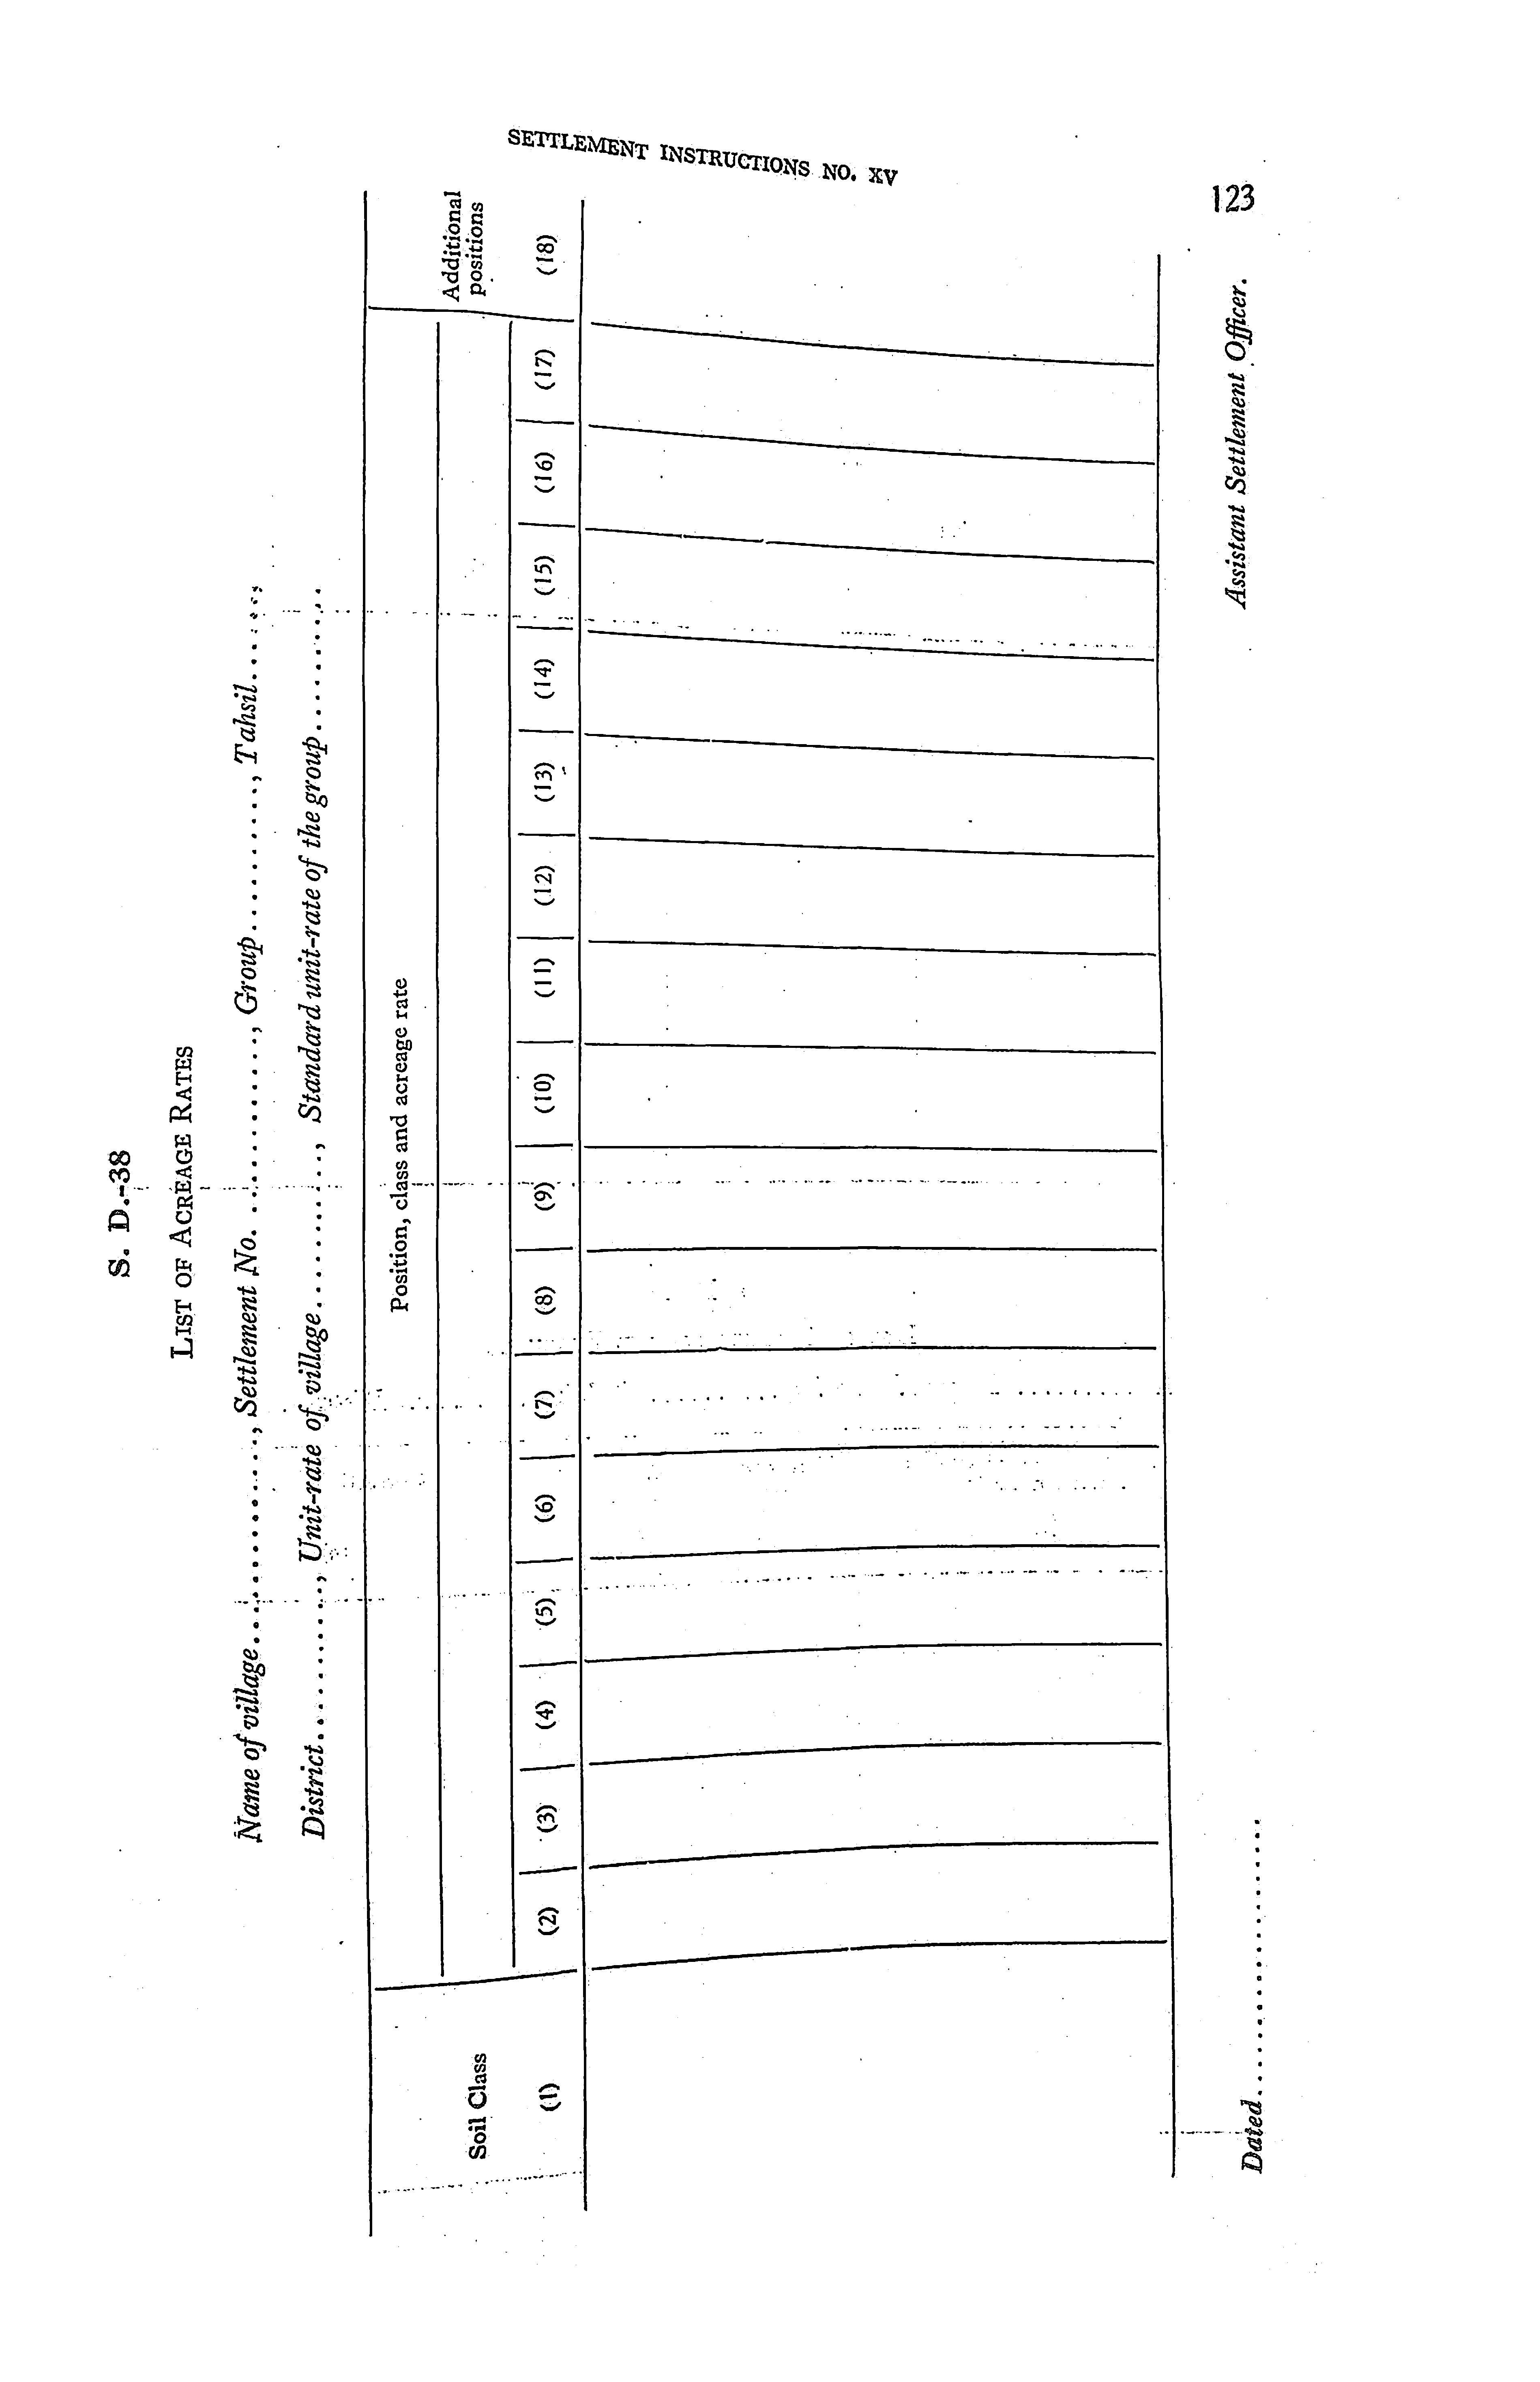 SETTLEMENT INSTRUCTIONS NO. XV
123
S. D.-38
LIST OF ACREAGE RATES
Name of village............, Settlement No. ............, Group............, Tahsil.......
District............, Unit-rate of village............, Standard unit-rate of the group............
Position, class and acreage rate
Soil Class
Additional
positions
(1) (2) (3) (4) (5) (6) (7) (8) (9) (10) (11) (12) (13) (14) (15) (16) (17) (18)
Dated........................
Assistant Settlement Officer.